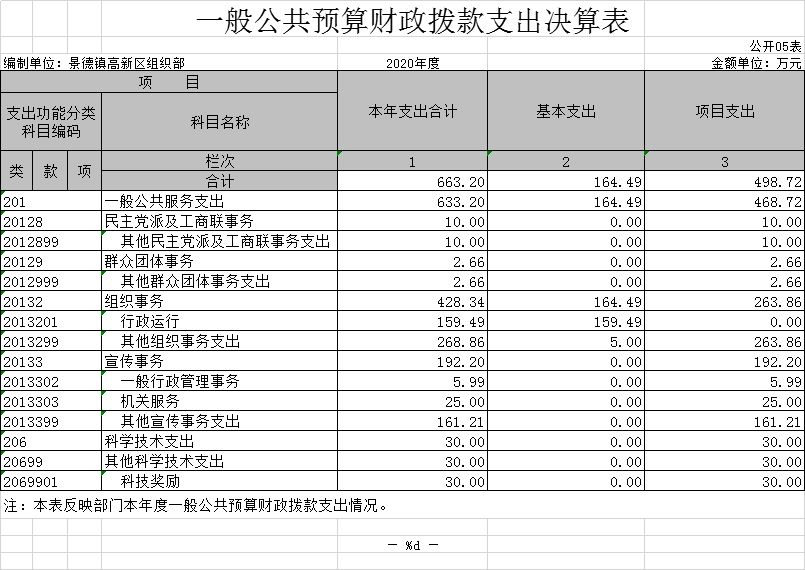 一般公共预算财政拨款支出决算表
公开05表
编制单位：景德镇高新区组织部 2020年度 金额单位：万元
项 目 本年支出合计 基本支出 项目支出
支出功能分类科目编码 科目名称
类 款 项 栏次 1 2 3
合计 663.20 164.49 498.72
201 一般公共服务支出 633.20 164.49 468.72
20128 民主党派及工商联事务 10.00 0.00 10.00
2012899 其他民主党派及工商联事务支出 10.00 0.00 10.00
20129 群众团体事务 2.66 0.00 2.66
2012999 其他群众团体事务支出 2.66 0.00 2.66
20132 组织事务 428.34 164.49 263.86
2013201 行政运行 159.49 159.49 0.00
2013299 其他组织事务支出 268.86 5.00 263.86
20133 宣传事务 192.20 0.00 192.20
2013302 一般行政管理事务 5.99 0.00 5.99
2013303 机关服务 25.00 0.00 25.00
2013399 其他宣传事务支出 161.21 0.00 161.21
206 科学技术支出 30.00 0.00 30.00
20699 其他科学技术支出 30.00 0.00 30.00
2069901 科技奖励 30.00 0.00 30.00
注：本表反映部门本年度一般公共预算财政拨款支出情况。
— %d —